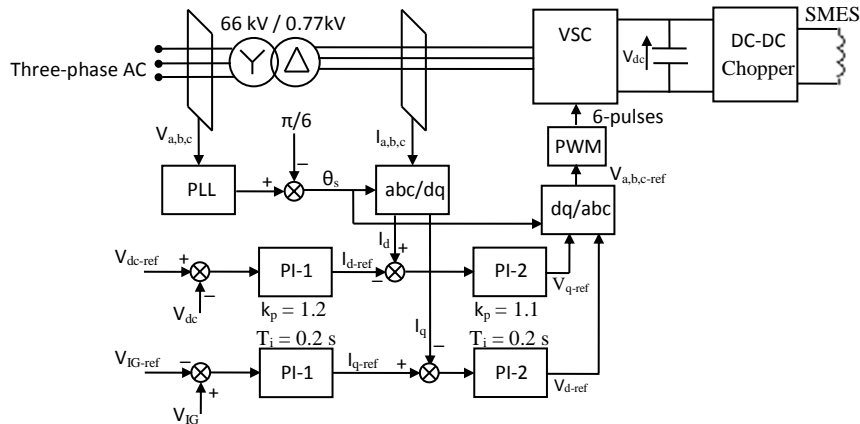 66 kV / 0.77kV
SMES
VSC
V_dc
DC-DC
Chopper
Three-phase AC
V_a,b,c
π/6
I_a,b,c
6-pulses
PWM
V_a,b,c-ref
PLL
+
−
θ_s
abc/dq
dq/abc
I_d
+
V_dc-ref
+
−
V_dc
PI-1
I_d-ref
−
PI-2
V_q-ref
k_p = 1.2
k_p = 1.1
I_q
−
T_i = 0.2 s
T_i = 0.2 s
V_IG-ref
−
+
V_IG
PI-1
I_q-ref
+
PI-2
V_d-ref